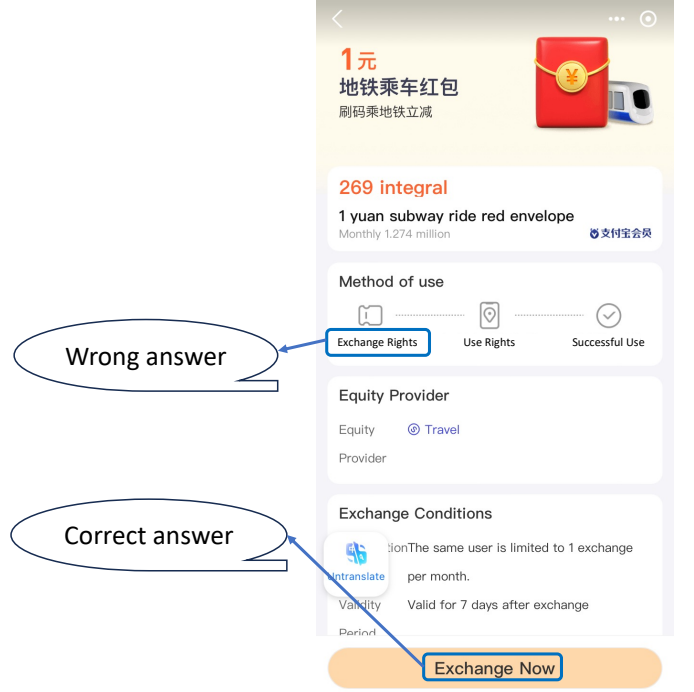 1元
地铁乘车红包
刷码乘地铁立减
269 integral
1 yuan subway ride red envelope
Monthly 1.274 million
支付宝会员
Method of use
Exchange Rights
Use Rights
Successful Use
Wrong answer
Equity Provider
Equity
Travel
Provider
Exchange Conditions
Correct answer
tionThe same user is limited to 1 exchange
Untranslate
per month.
Validity
Valid for 7 days after exchange
Period
Exchange Now